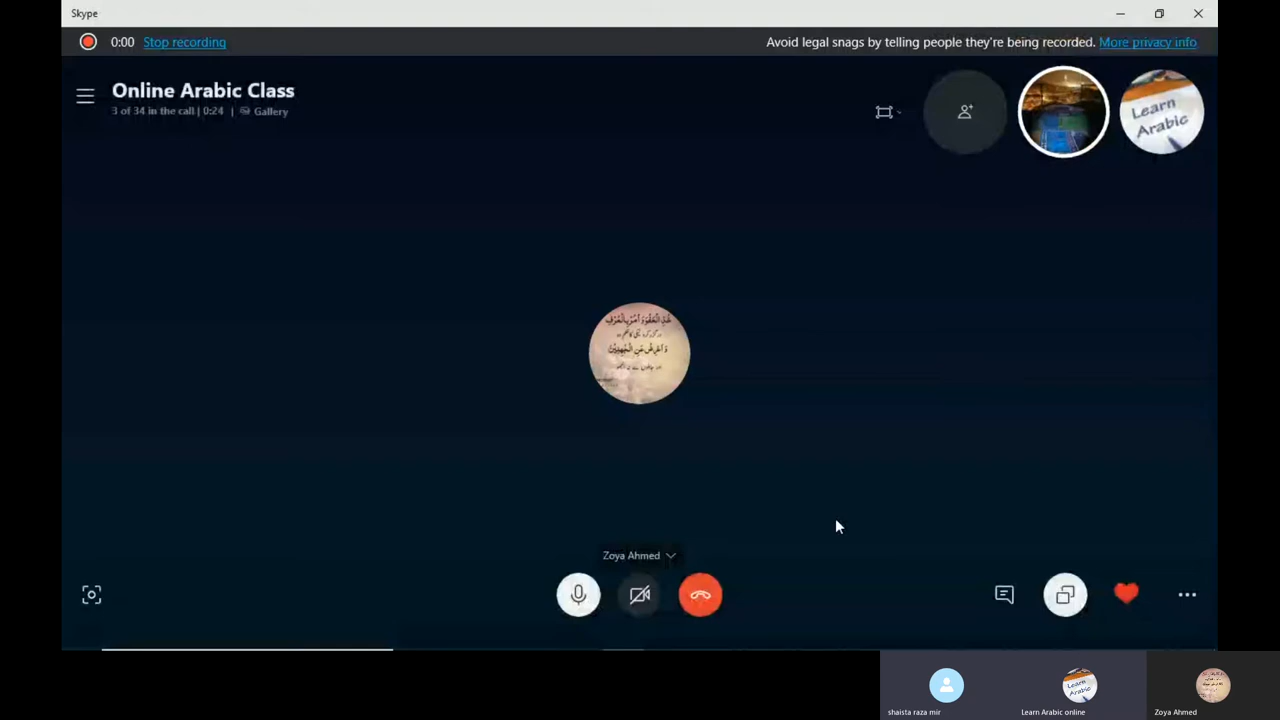 Skype
0:00 Stop recording
Avoid legal snags by telling people they're being recorded. More privacy info
Online Arabic Class
3 of 34 in the call | 0:24 | Gallery
Learn
Arabic
Zoya Ahmed
Learn
Arabic
shaista raza mir
Learn Arabic online
Zoya Ahmed